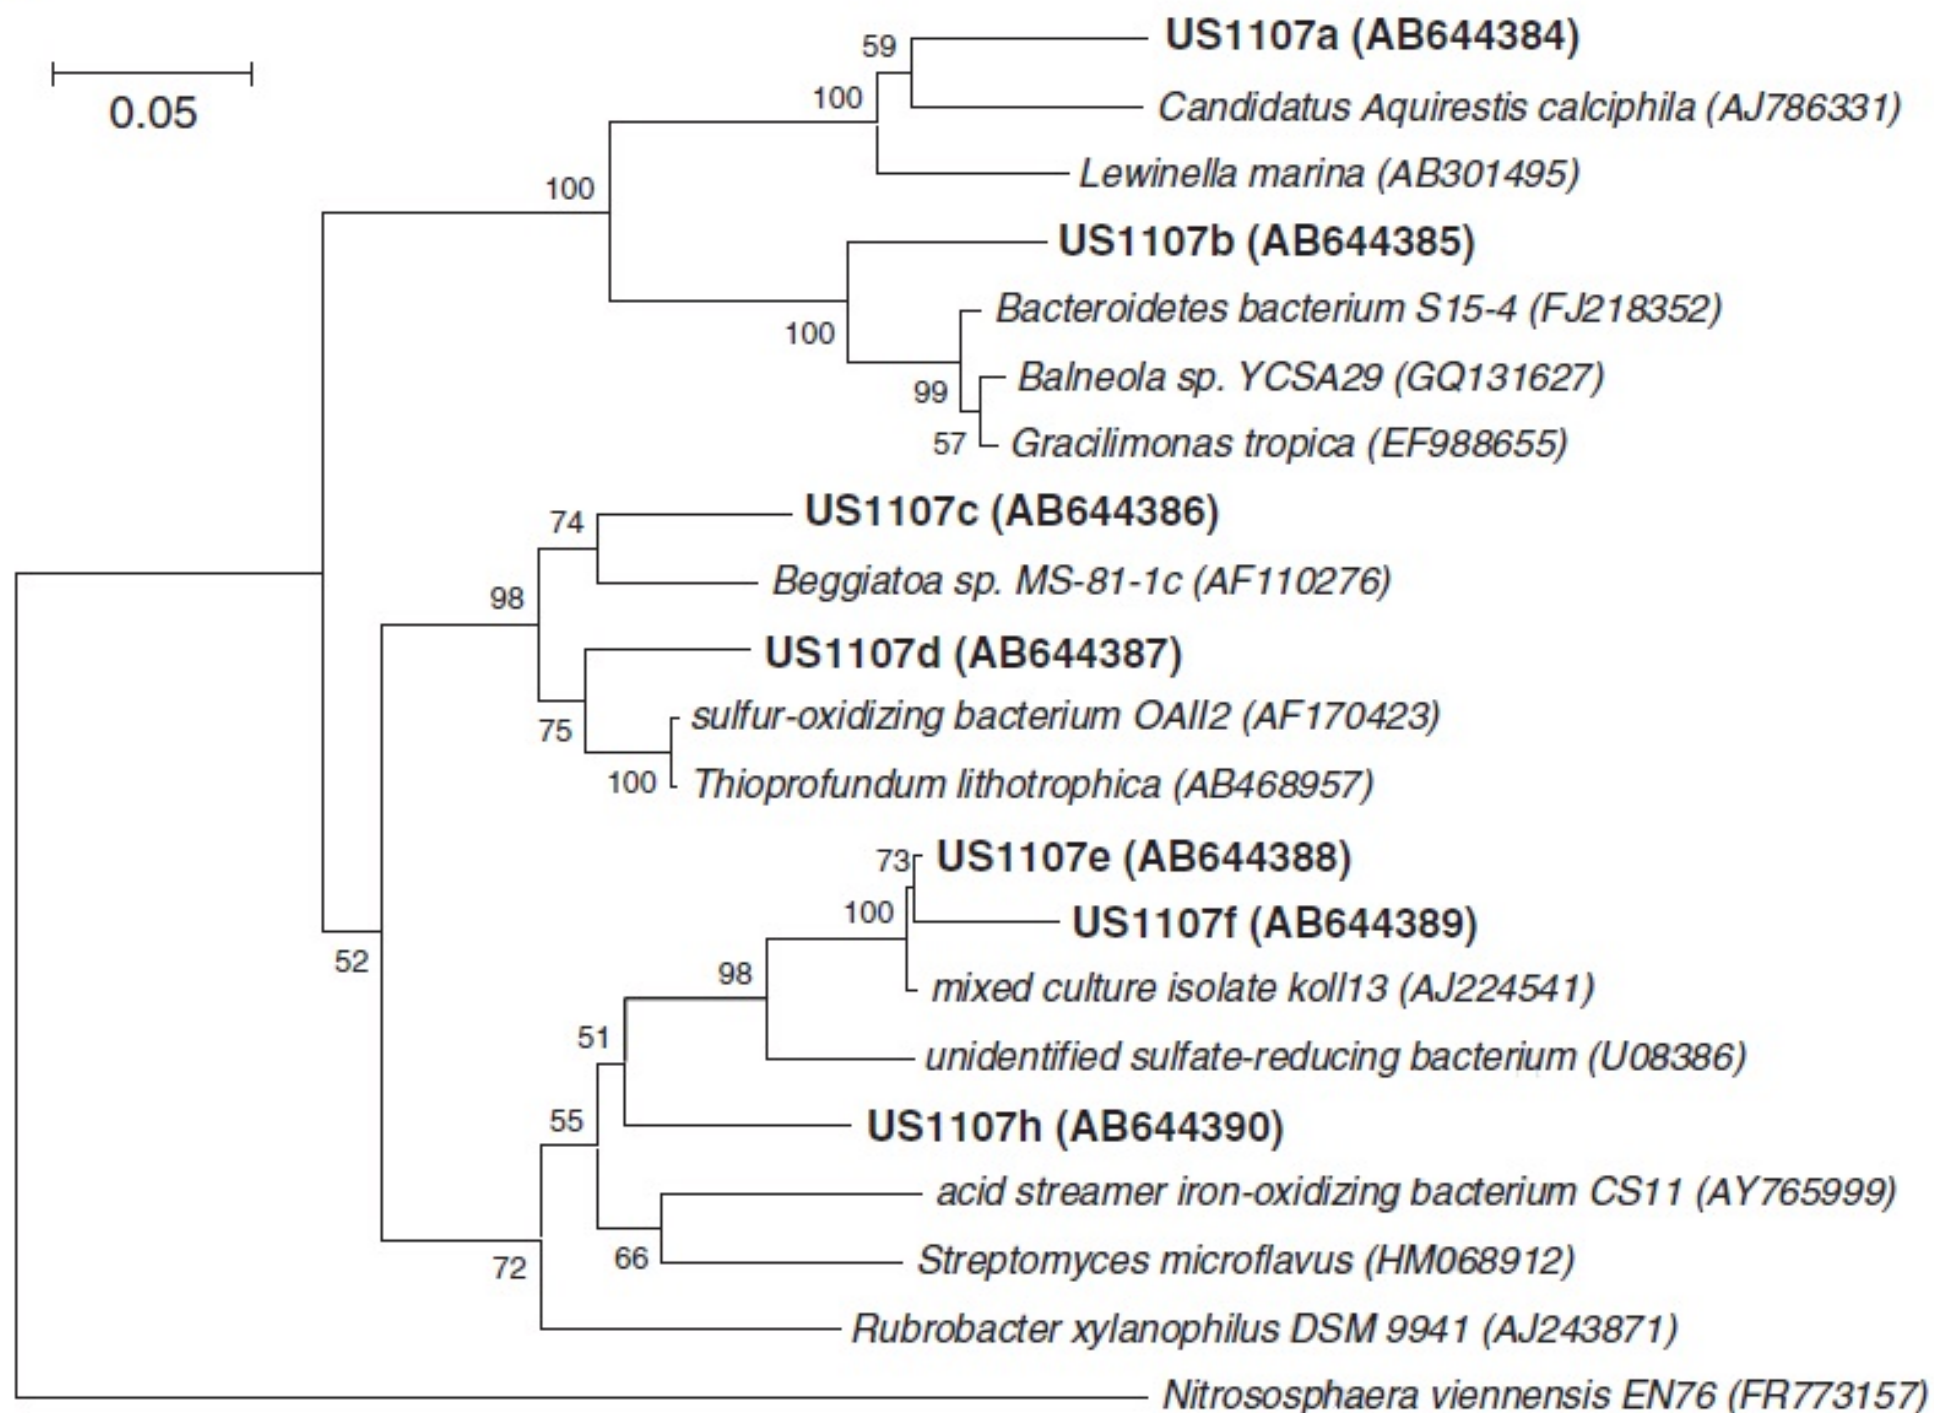 59
US1107a (AB644384)
0.05
100
Candidatus Aquirestis calciphila (AJ786331)
Lewinella marina (AB301495)
100
US1107b (AB644385)
Bacteroidetes bacterium S15-4 (FJ218352)
100
Balneola sp. YCSA29 (GQ131627)
99
Gracilimonas tropica (EF988655)
57
US1107c (AB644386)
74
Beggiatoa sp. MS-81-1c (AF110276)
98
US1107d (AB644387)
sulfur-oxidizing bacterium OAII2 (AF170423)
75
Thioprofundum lithotrophica (AB468957)
100
73
US1107e (AB644388)
100
US1107f (AB644389)
52
98
mixed culture isolate koll13 (AJ224541)
51
unidentified sulfate-reducing bacterium (U08386)
55
US1107h (AB644390)
acid streamer iron-oxidizing bacterium CS11 (AY765999)
66
Streptomyces microflavus (HM068912)
72
Rubrobacter xylanophilus DSM 9941 (AJ243871)
Nitrososphaera viennensis EN76 (FR773157)